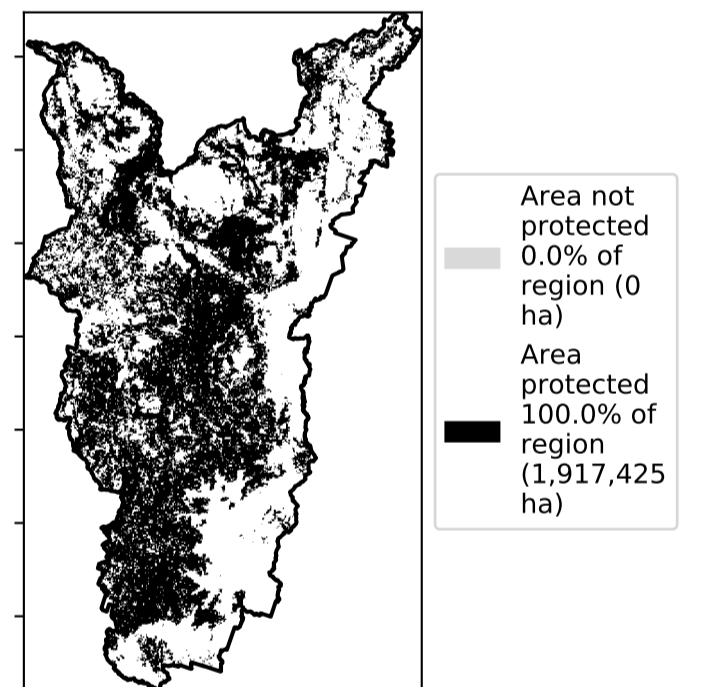 Area not
protected
0.0% of
region (0
ha)
Area
protected
100.0% of
region
(1,917,425
ha)